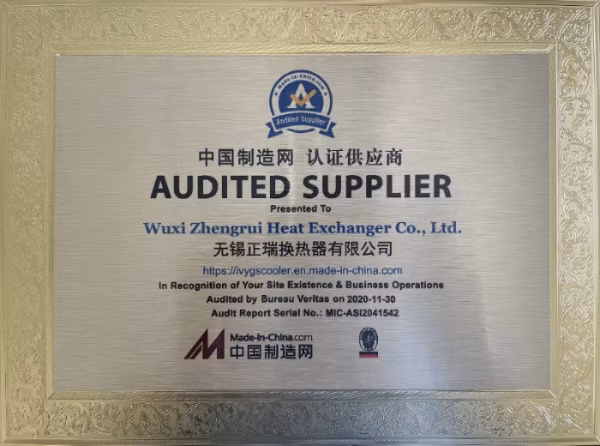 Made-in-China.com
Audited Supplier
中国制造网 认证供应商
AUDITED SUPPLIER
Presented To
Wuxi Zhengrui Heat Exchanger Co., Ltd.
无锡正瑞换热器有限公司
https://ivygscooler.en.made-in-china.com
In Recognition of Your Site Existence & Business Operations
Audited by Bureau Veritas on 2020-11-30
Audit Report Serial No.: MIC-ASI2041542
Made-in-China.com
中国制造网